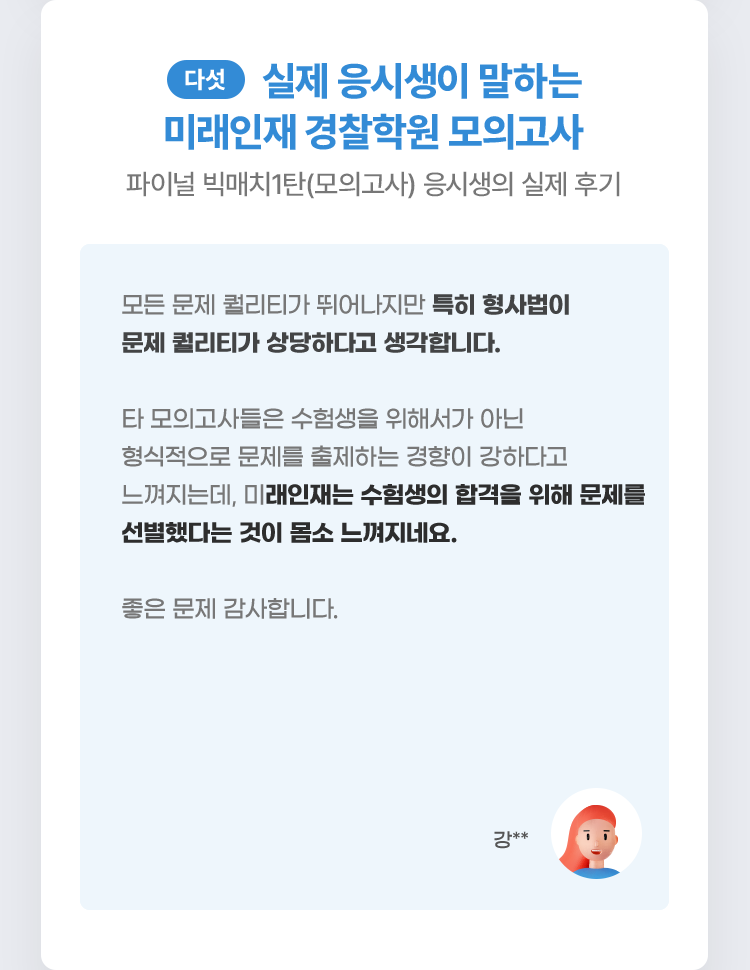 다섯 실제 응시생이 말하는
미래인재 경찰학원 모의고사
파이널 빅매치1탄(모의고사) 응시생의 실제 후기
모든 문제 퀄리티가 뛰어나지만 특히 형사법이
문제 퀄리티가 상당하다고 생각합니다.
타 모의고사들은 수험생을 위해서가 아닌
형식적으로 문제를 출제하는 경향이 강하다고
느껴지는데, 미래인재는 수험생의 합격을 위해 문제를
선별했다는 것이 몸소 느껴지네요.
좋은 문제 감사합니다.
강**